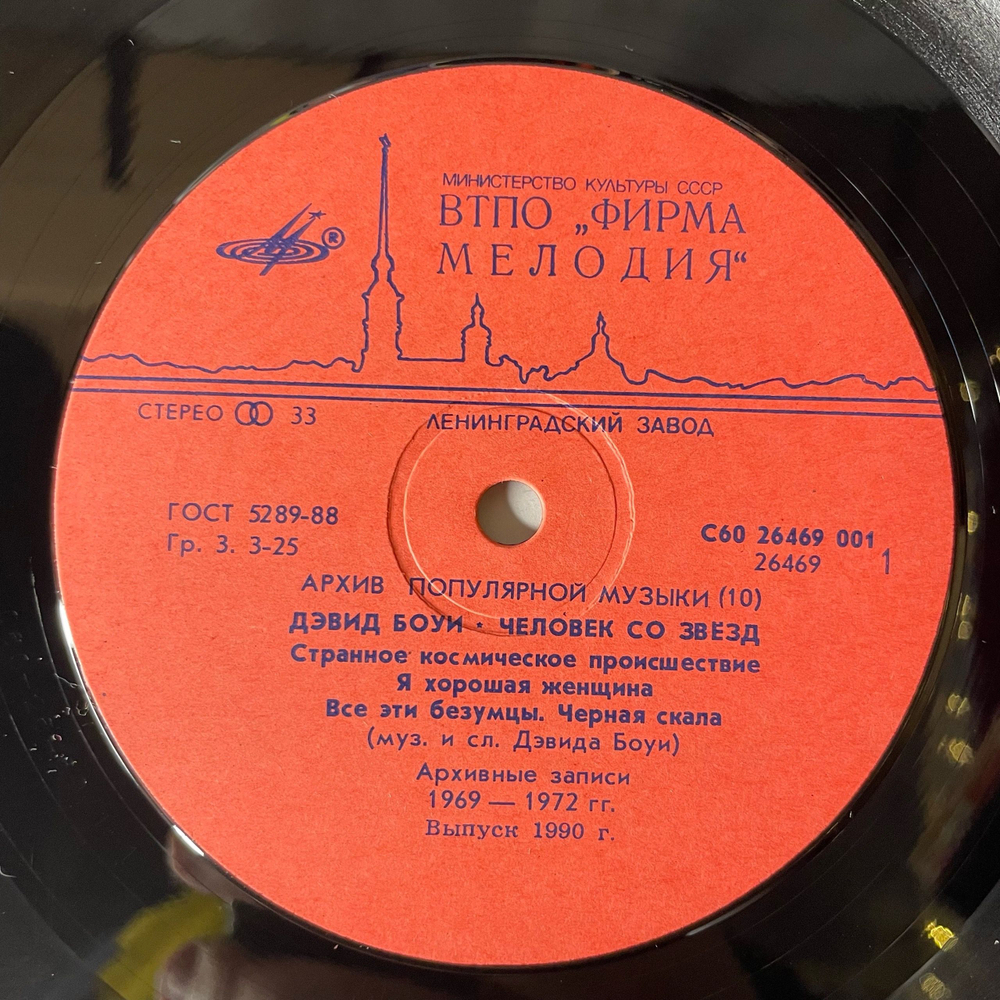 МИНИСТЕРСТВО КУЛЬТУРЫ СССР
ВТПО „ФИРМА
МЕЛОДИЯ“
®
СТЕРЕО 33
ЛЕНИНГРАДСКИЙ ЗАВОД
ГОСТ 5289-88
Гр. 3. 3-25
С60 26469 001
26469
1
АРХИВ ПОПУЛЯРНОЙ МУЗЫКИ (10)
ДЭВИД БОУИ • ЧЕЛОВЕК СО ЗВЁЗД
Странное космическое происшествие
Я хорошая женщина
Все эти безумцы. Черная скала
(муз. и сл. Дэвида Боуи)
Архивные записи
1969 — 1972 гг.
Выпуск 1990 г.